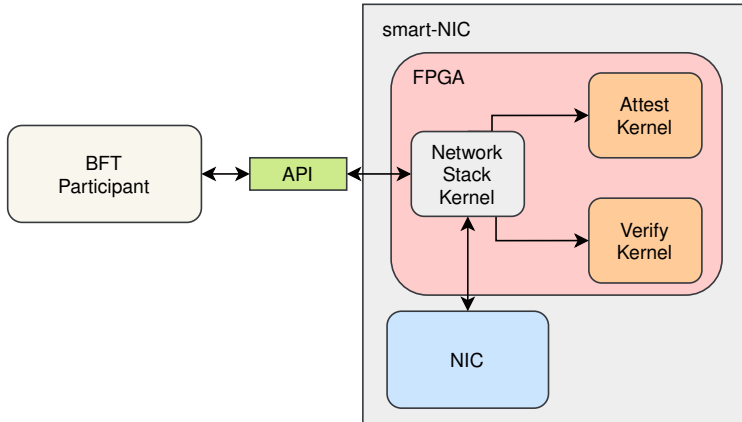 smart-NIC
FPGA
Attest
Kernel
BFT
Participant
API
Network
Stack
Kernel
Verify
Kernel
NIC